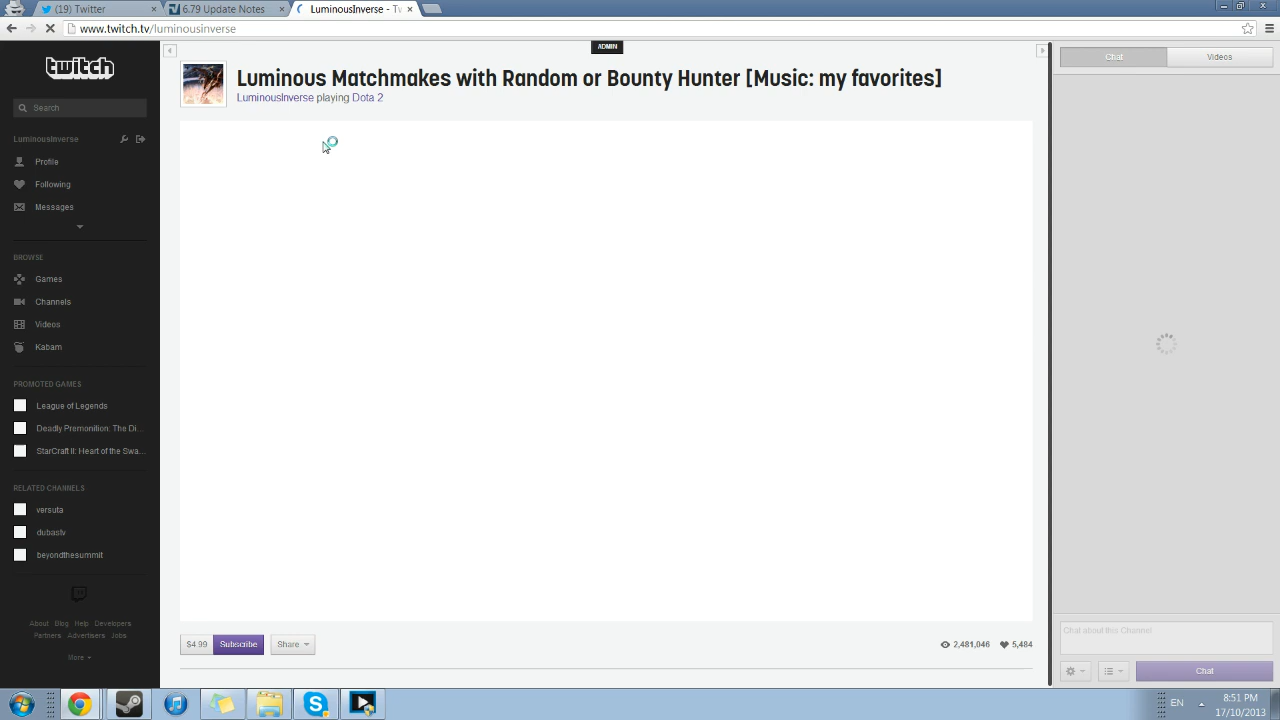 (19) Twitter
6.79 Update Notes
LuminousInverse - Tw
www.twitch.tv/luminousinverse
twitch
Search
LuminousInverse
Profile
Following
Messages
BROWSE
Games
Channels
Videos
Kabam
PROMOTED GAMES
League of Legends
Deadly Premonition: The Di...
StarCraft II: Heart of the Swa...
RELATED CHANNELS
versuta
dubastv
beyondthesummit
About Blog Help Developers
Partners Advertisers Jobs
More
ADMIN
Luminous Matchmakes with Random or Bounty Hunter [Music: my favorites]
LuminousInverse playing Dota 2
$4.99 Subscribe Share
2,481,046 5,484
Chat Videos
Chat about this Channel
Chat
EN
8:51 PM
17/10/2013